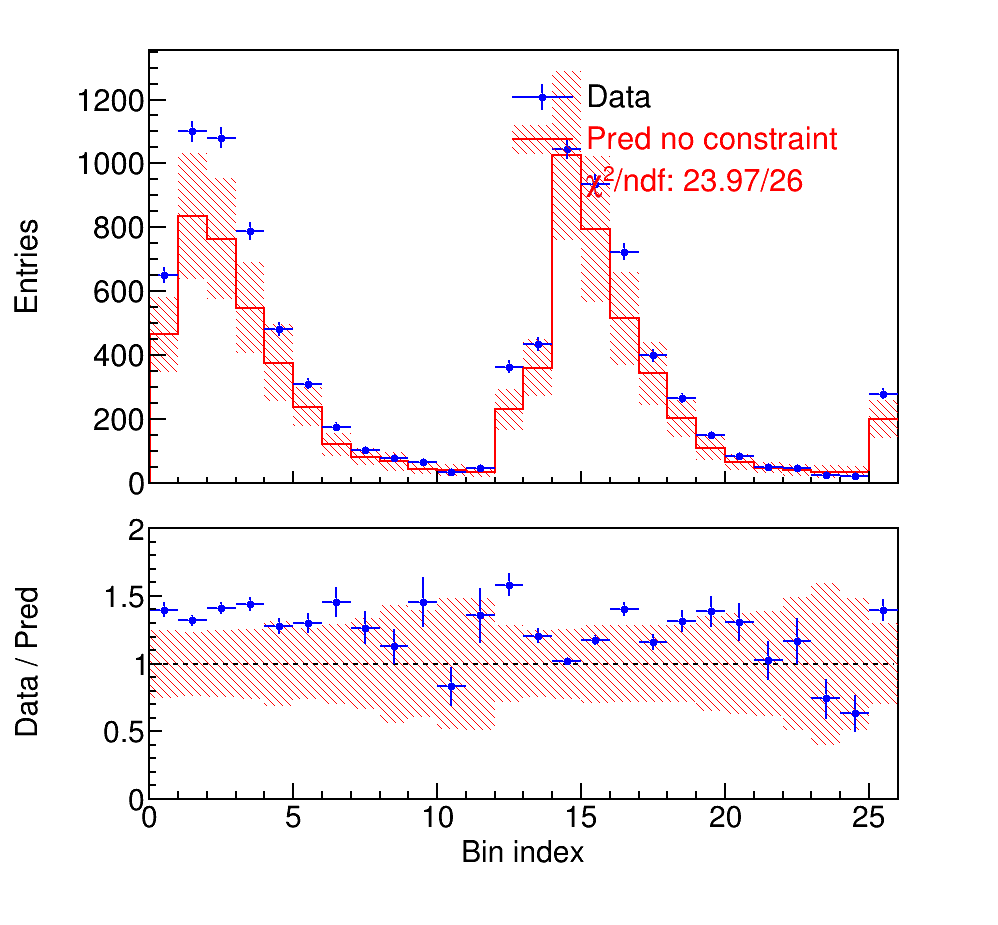 Entries
1200
1000
800
600
400
200
0
Data
Pred no constraint
χ²/ndf: 23.97/26
Data / Pred
2
1.5
1
0.5
0
0 5 10 15 20 25
Bin index